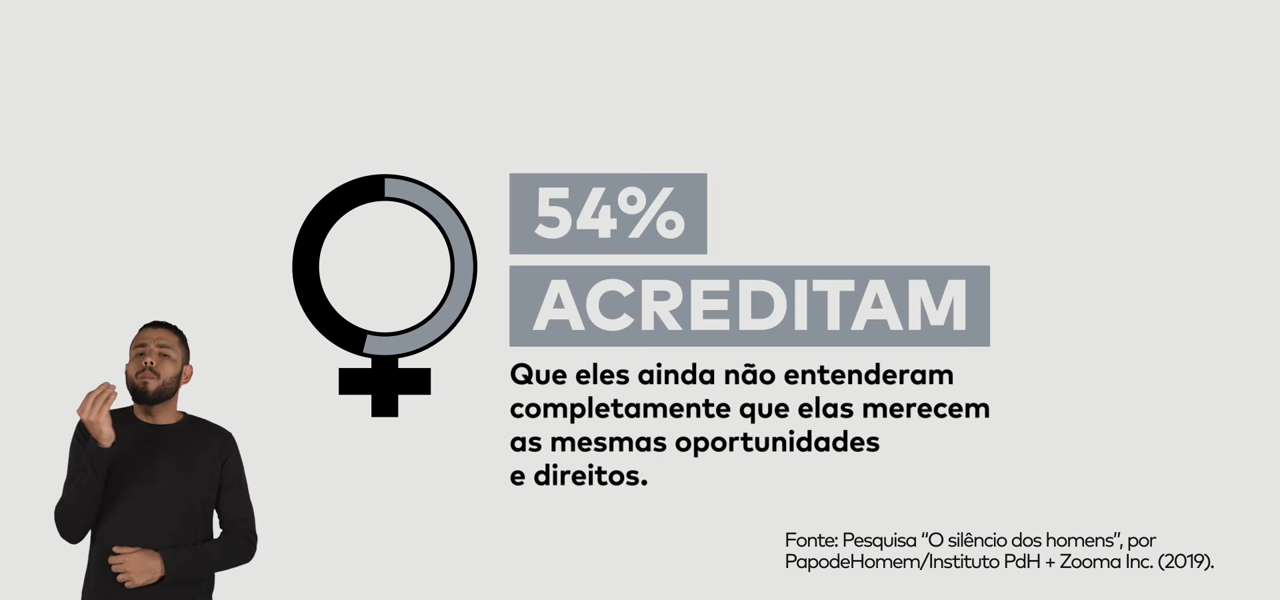 54%
ACREDITAM
Que eles ainda não entenderam
completamente que elas merecem
as mesmas oportunidades
e direitos.
Fonte: Pesquisa “O silêncio dos homens”, por
PapodeHomem/Instituto PdH + Zooma Inc. (2019).